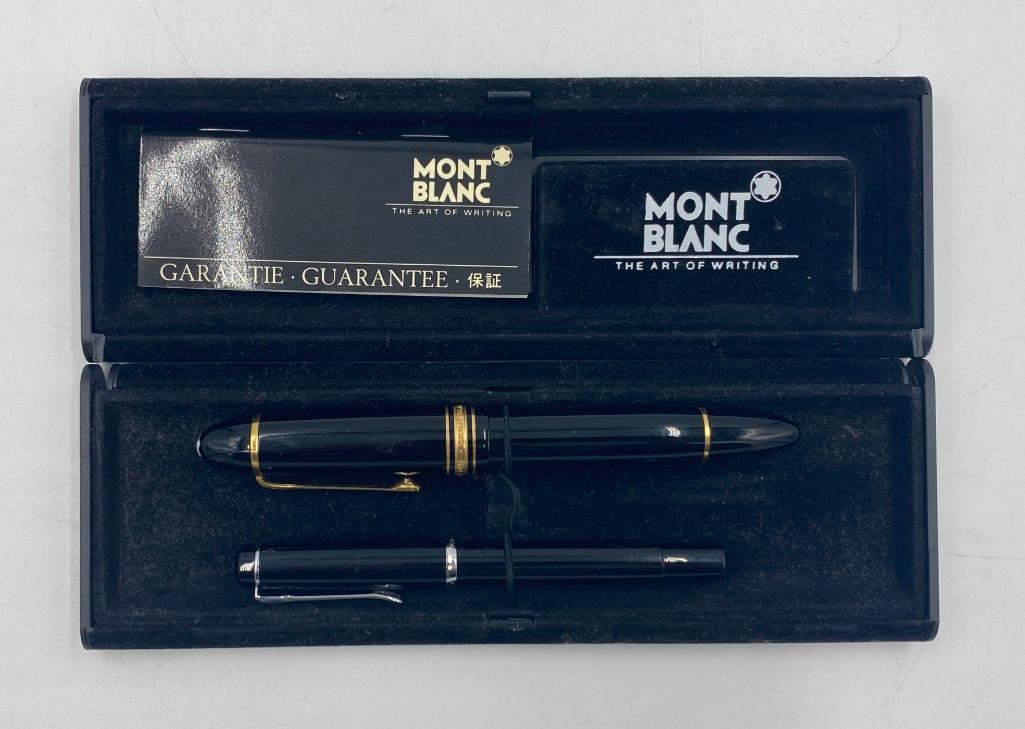 MONT
BLANC
THE ART OF WRITING
GARANTIE · GUARANTEE · 保証
MONT
BLANC
THE ART OF WRITING